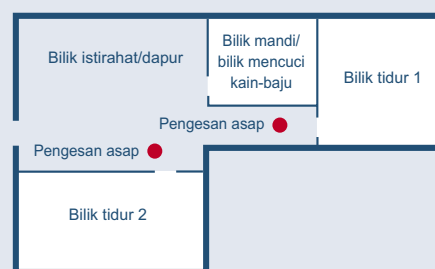 Bilik istirahat/dapur
Bilik mandi/
bilik mencuci
kain-baju
Bilik tidur 1
Pengesan asap
Pengesan asap
Bilik tidur 2